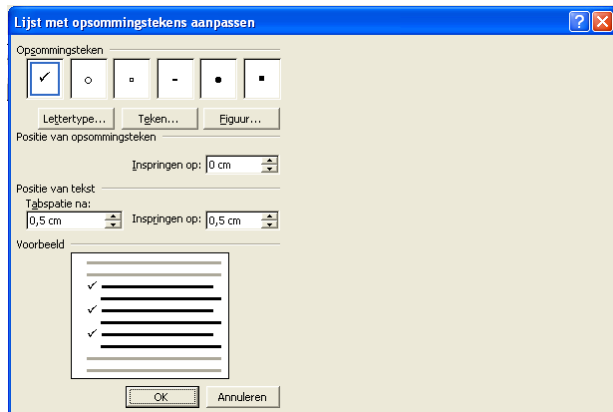 Lijst met opsommingstekens aanpassen
Opsommingsteken
Lettertype... Teken... Figuur...
Positie van opsommingsteken
Inspringen op: 0 cm
Positie van tekst
Tabspatie na:
0,5 cm Inspringen op: 0,5 cm
Voorbeeld
OK Annuleren